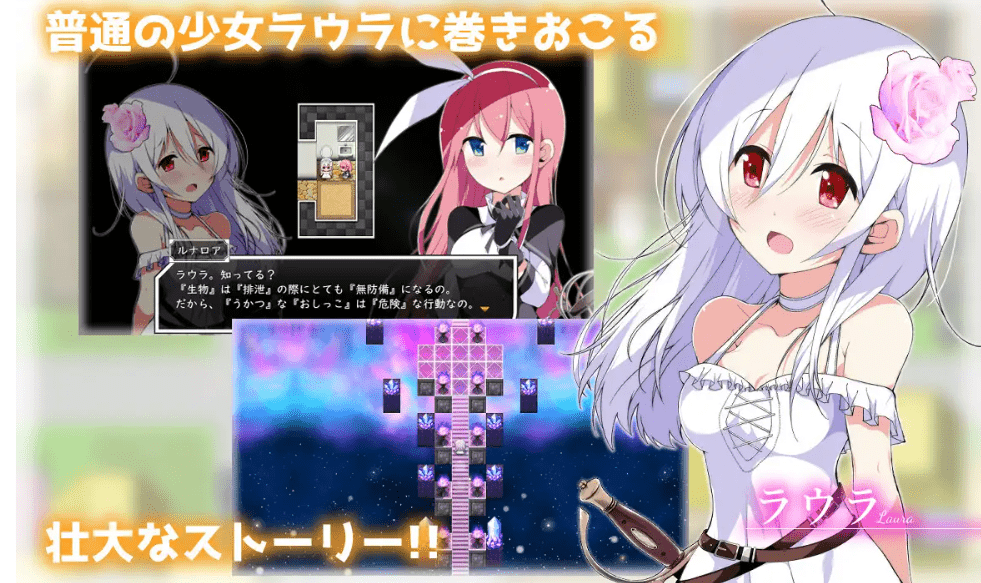 普通の少女ラウラに巻きおこる
ルナロア
ラウラ。知ってる？
『生物』は『排泄』の際にとても『無防備』になるの。
だから、『うかつ』な『おしっこ』は『危険』な行動なの。
ラウラ
Laura
壮大なストーリー!!